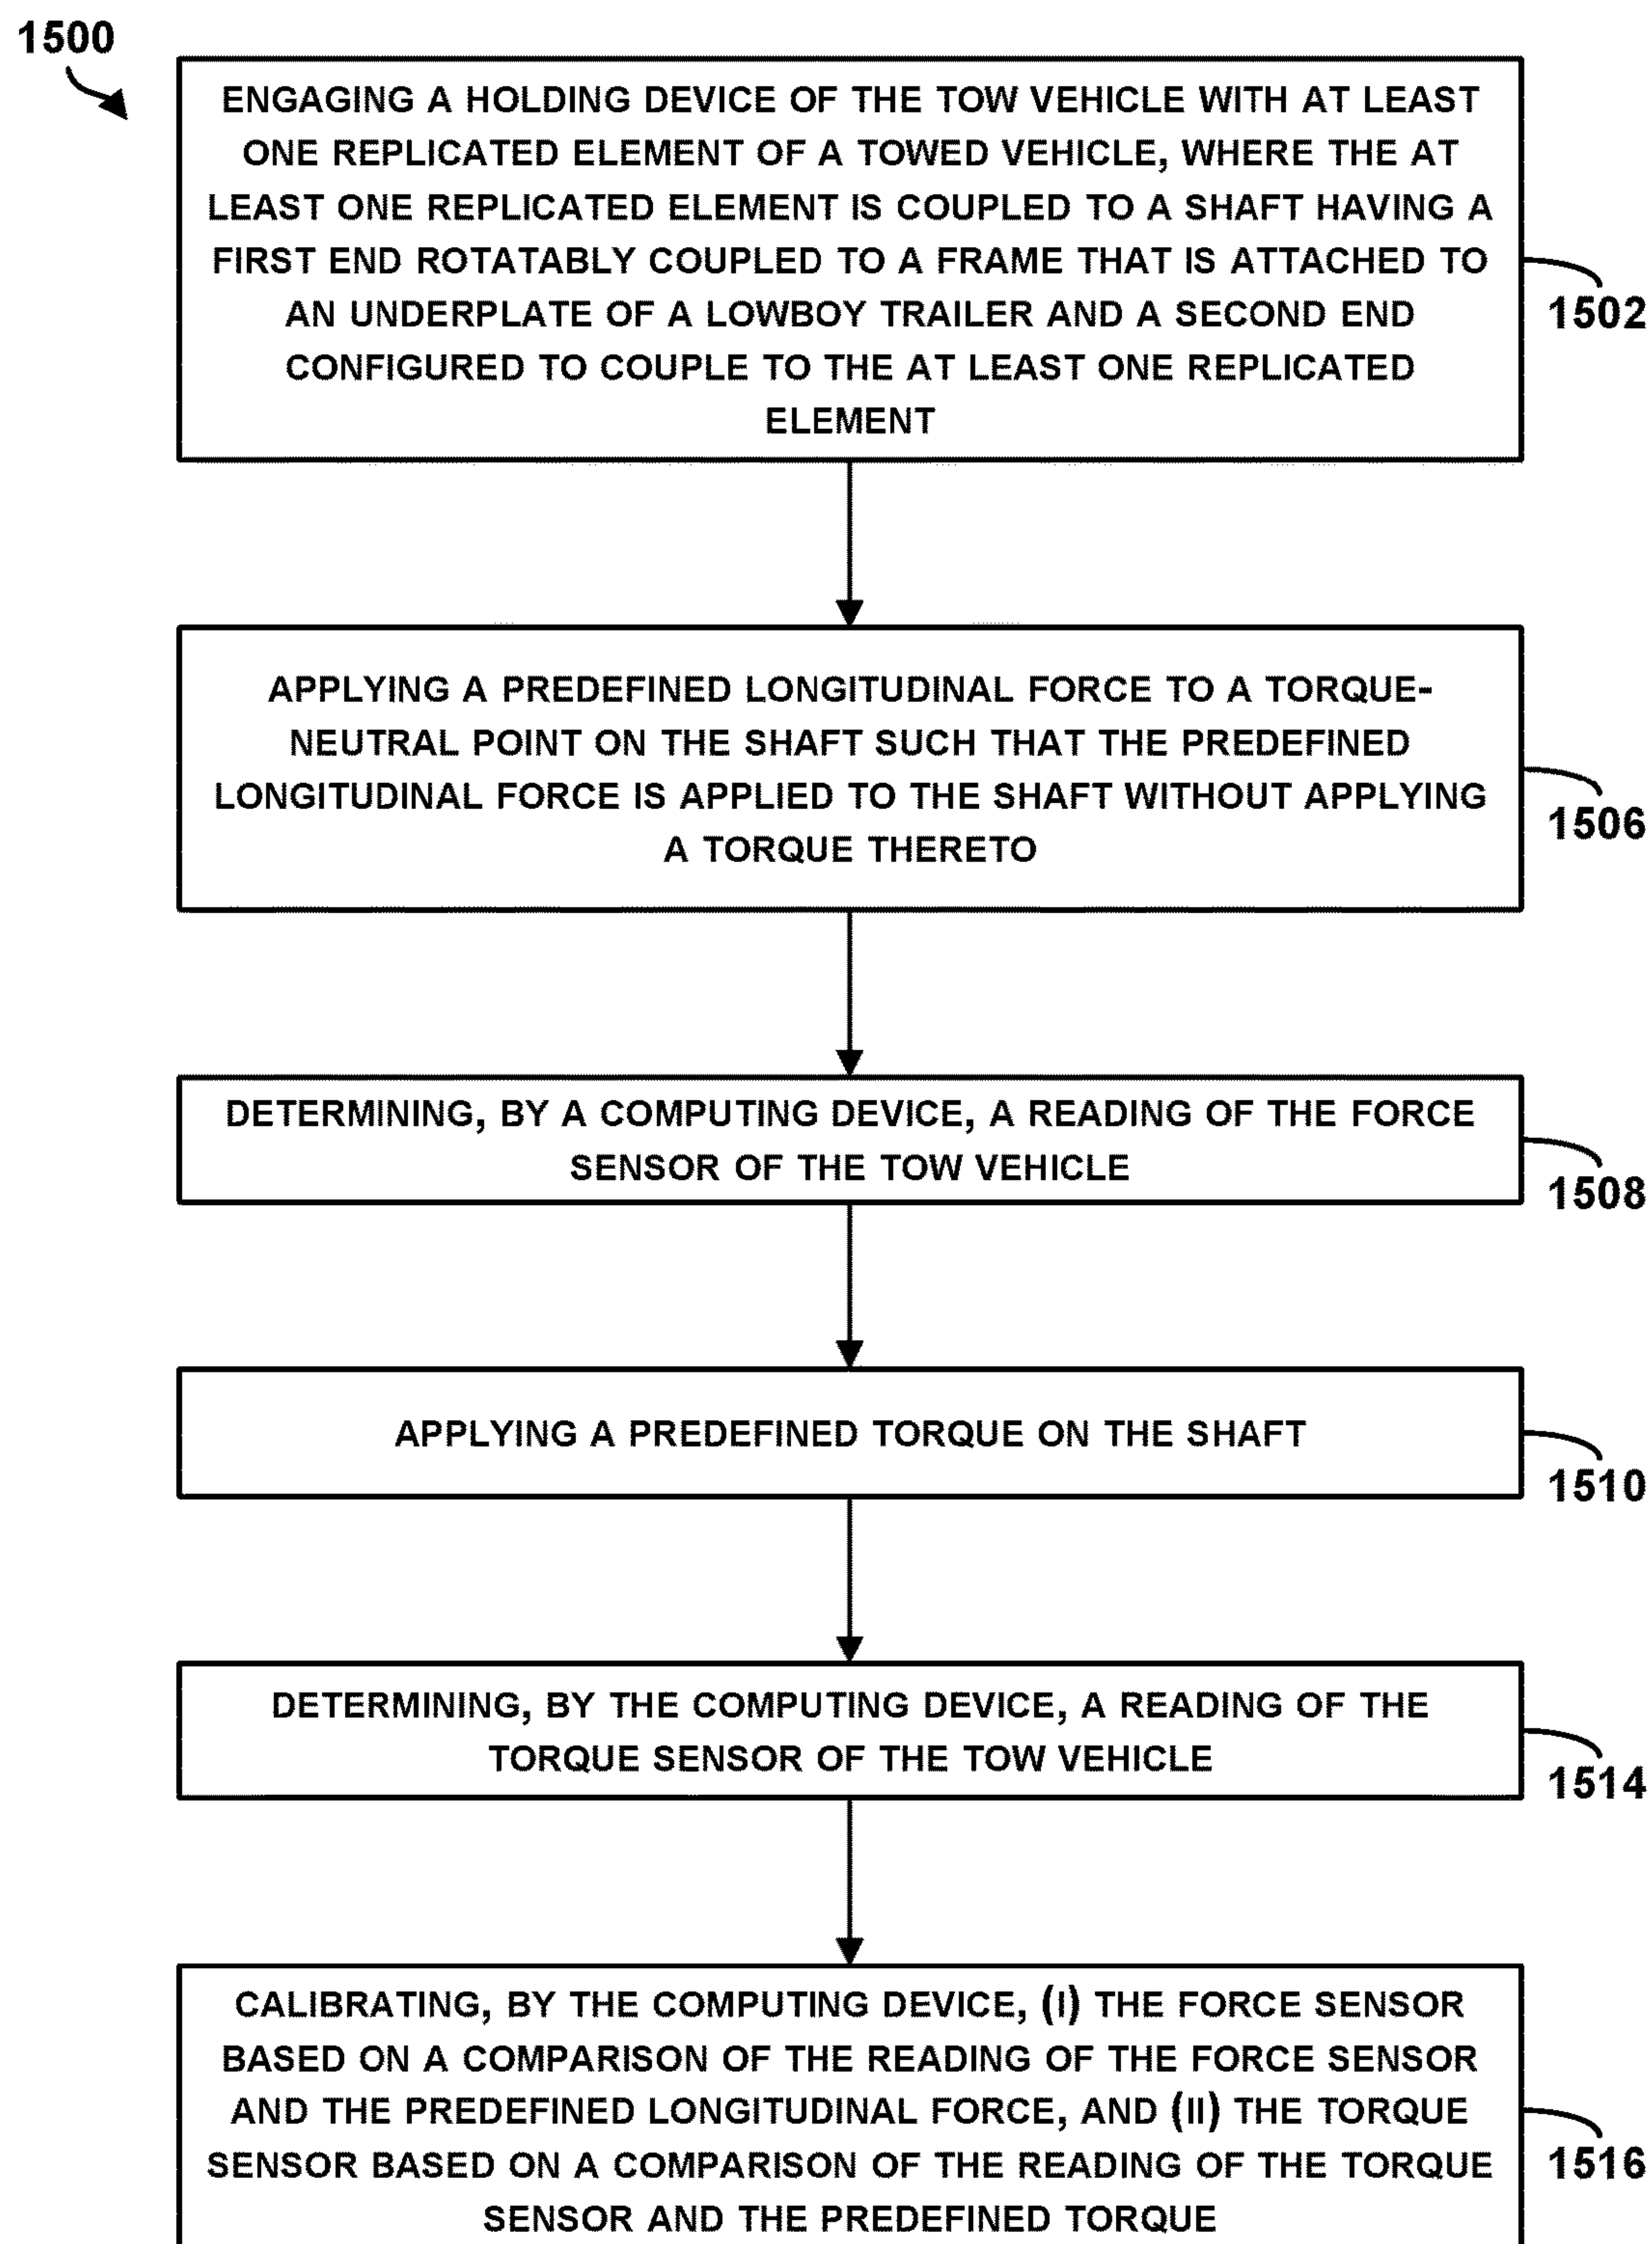 1500
ENGAGING A HOLDING DEVICE OF THE TOW VEHICLE WITH AT LEAST
ONE REPLICATED ELEMENT OF A TOWED VEHICLE, WHERE THE AT
LEAST ONE REPLICATED ELEMENT IS COUPLED TO A SHAFT HAVING A
FIRST END ROTATABLY COUPLED TO A FRAME THAT IS ATTACHED TO
AN UNDERPLATE OF A LOWBOY TRAILER AND A SECOND END
CONFIGURED TO COUPLE TO THE AT LEAST ONE REPLICATED
ELEMENT
1502
APPLYING A PREDEFINED LONGITUDINAL FORCE TO A TORQUE-
NEUTRAL POINT ON THE SHAFT SUCH THAT THE PREDEFINED
LONGITUDINAL FORCE IS APPLIED TO THE SHAFT WITHOUT APPLYING
A TORQUE THERETO
1506
DETERMINING, BY A COMPUTING DEVICE, A READING OF THE FORCE
SENSOR OF THE TOW VEHICLE
1508
APPLYING A PREDEFINED TORQUE ON THE SHAFT
1510
DETERMINING, BY THE COMPUTING DEVICE, A READING OF THE
TORQUE SENSOR OF THE TOW VEHICLE
1514
CALIBRATING, BY THE COMPUTING DEVICE, (I) THE FORCE SENSOR
BASED ON A COMPARISON OF THE READING OF THE FORCE SENSOR
AND THE PREDEFINED LONGITUDINAL FORCE, AND (II) THE TORQUE
SENSOR BASED ON A COMPARISON OF THE READING OF THE TORQUE
SENSOR AND THE PREDEFINED TORQUE
1516